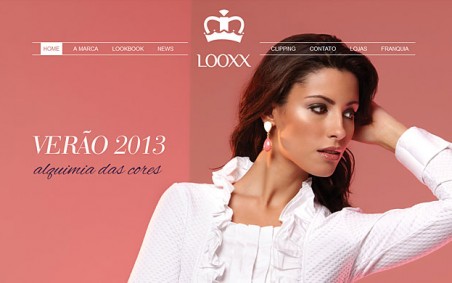 HOME A MARCA LOOKBOOK NEWS CLIPPING CONTATO LOJAS FRANQUIA
LOOXX
VERÃO 2013
alquimia das cores